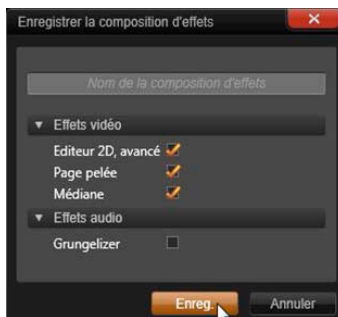 Enregistrer la composition d'effets
Nom de la composition d'effets
Effets vidéo
Editeur 2D, avancé
Page pelée
Médiane
Effets audio
Grungelizer
Enreg.
Annuler